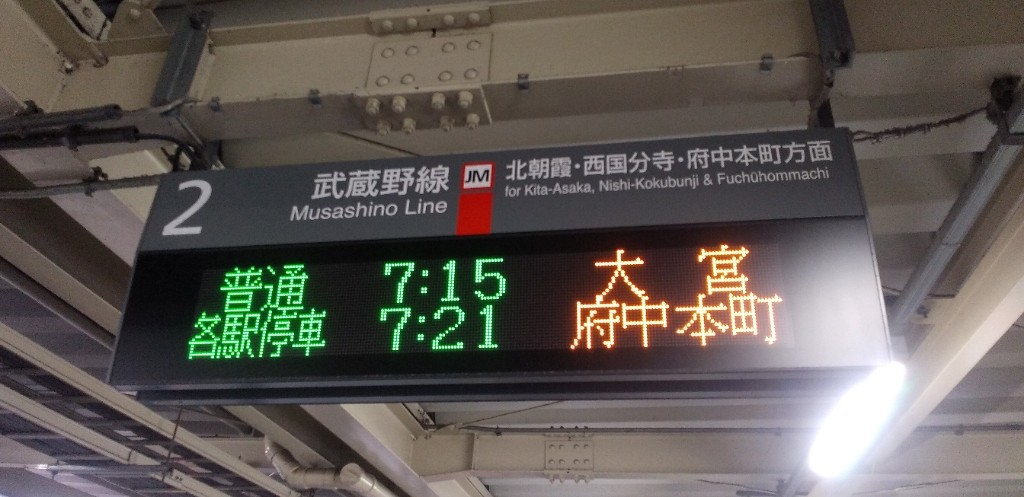 2
武蔵野線
Musashino Line
JM
北朝霞・西国分寺・府中本町方面
for Kita-Asaka, Nishi-Kokubunji & Fuchūhommachi
普通 7:15 大宮
各駅停車 7:21 府中本町